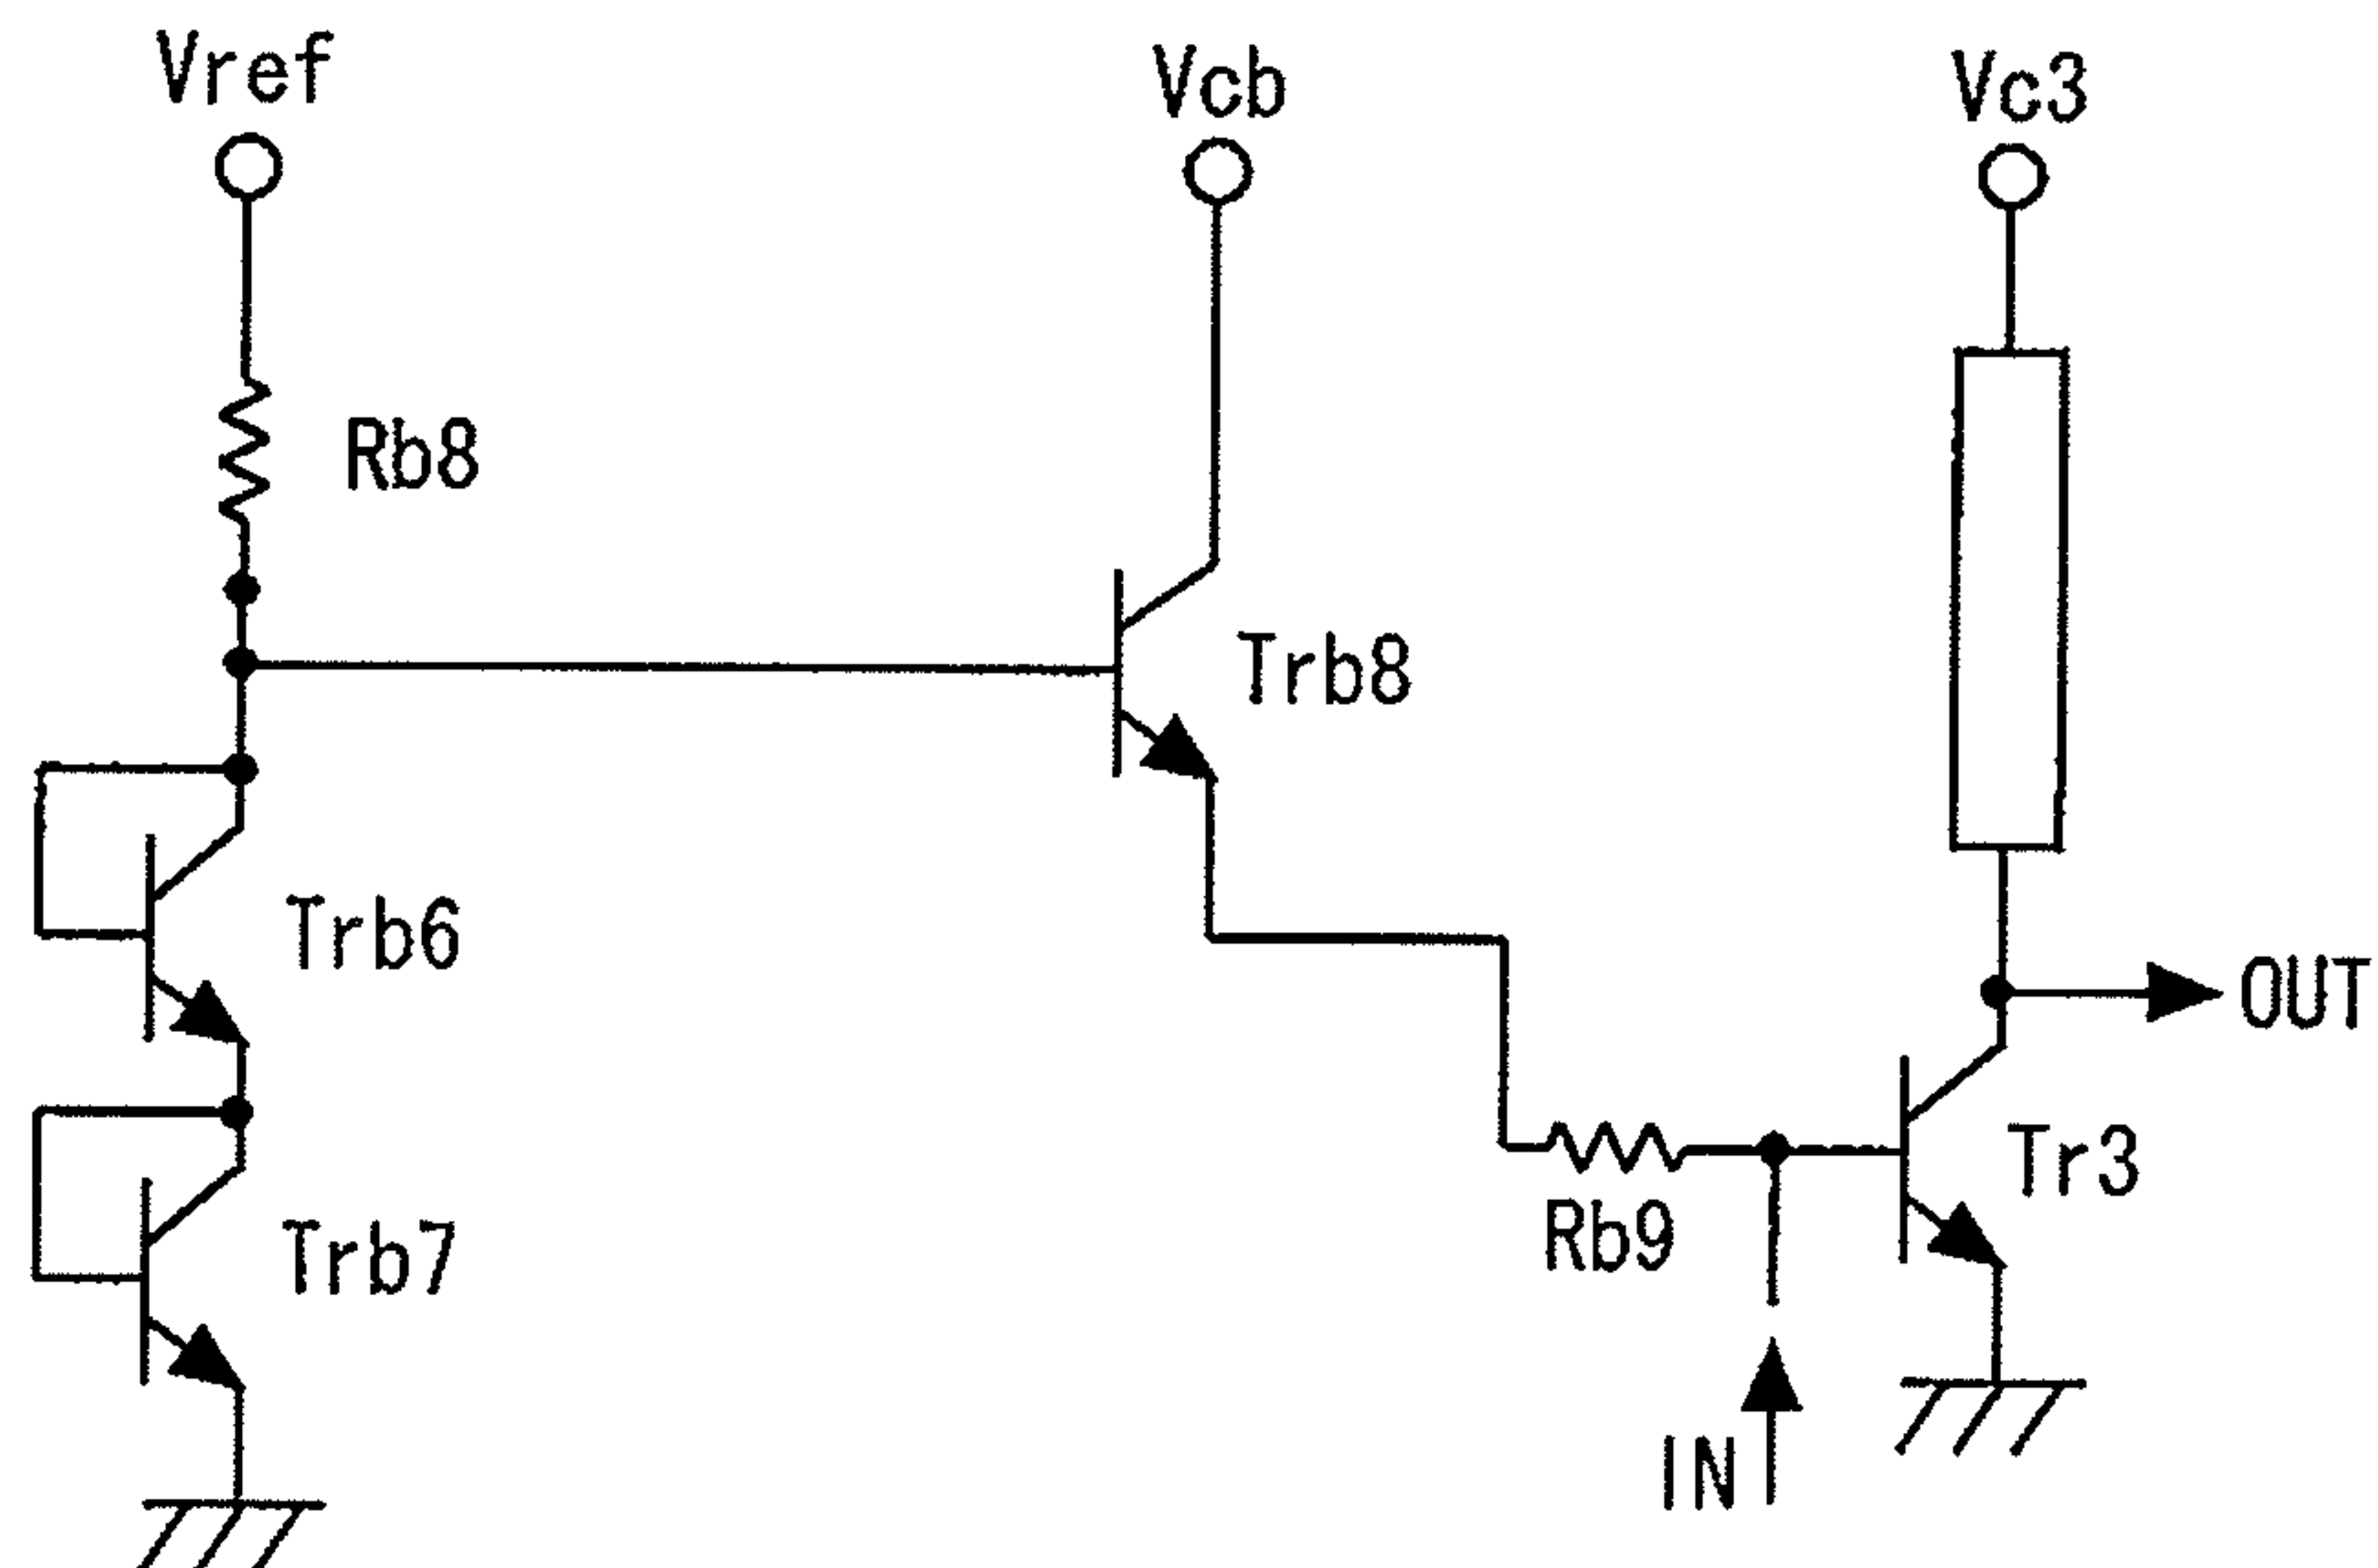 Vref
Vcb
Vc3
Rb8
Trb8
Trb6
OUT
Tr3
Rb9
Trb7
IN